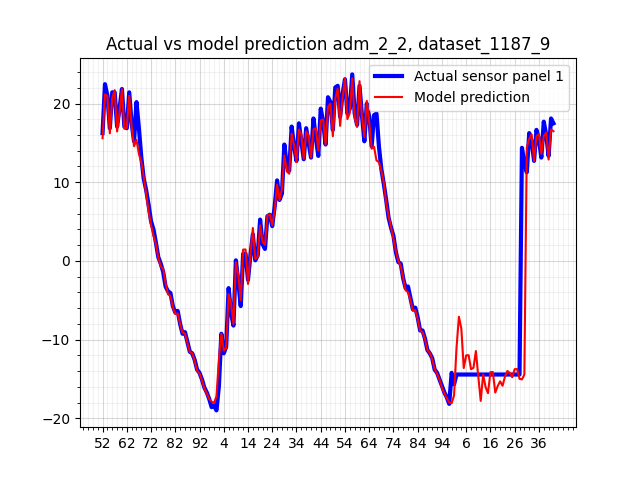 Actual vs model prediction adm_2_2, dataset_1187_9
Actual sensor panel 1
Model prediction
20
10
0
−10
−20
52 62 72 82 92 4 14 24 34 44 54 64 74 84 94 6 16 26 36